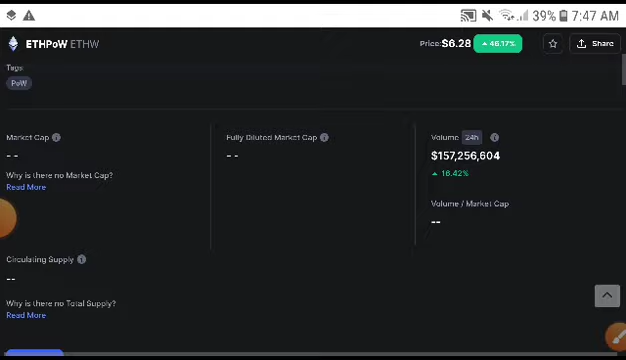 39% 7:47 AM
ETHPoW ETHW Price: $6.28 46.17% Share
Tags
PoW
Market Cap
- -
Why is there no Market Cap?
Read More
Fully Diluted Market Cap
- -
Volume 24h
$157,256,604
16.42%
Volume / Market Cap
--
Circulating Supply
--
Why is there no Total Supply?
Read More